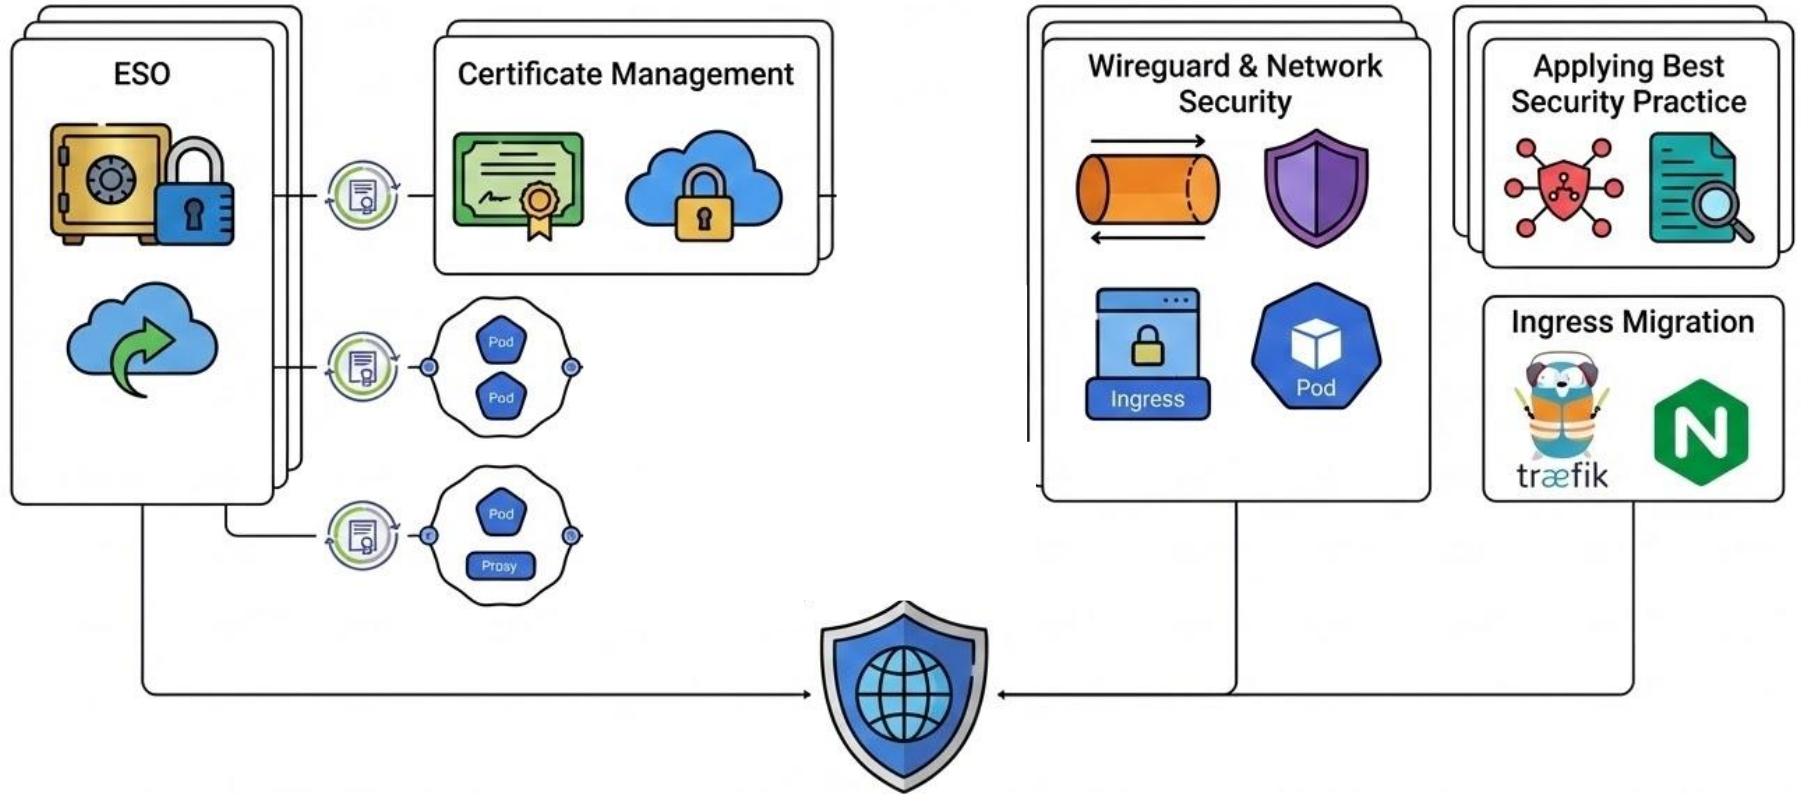 ESO
Certificate Management
Pod
Pod
Pod
Prosy
Wireguard & Network
Security
Ingress
Pod
Applying Best
Security Practice
Ingress Migration
træfik
N